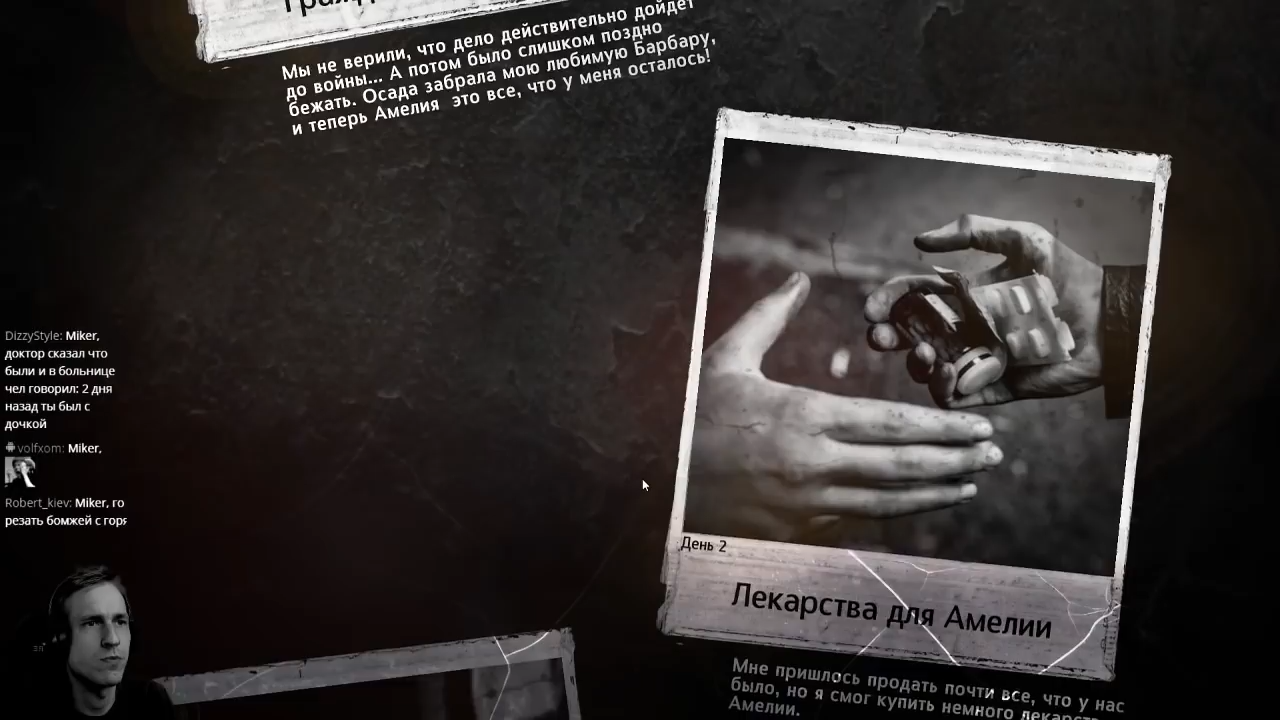 Мы не верили, что дело действительно дойдет
до войны... А потом было слишком поздно
бежать. Осада забрала мою любимую Барбару,
и теперь Амелия это все, что у меня осталось!
DizzyStyle: Miker,
доктор сказал что
были и в больнице
чел говорил: 2 дня
назад ты был с
дочкой
volfxom: Miker,
Robert_kiev: Miker, го
резать бомжей с горя
День 2
Лекарства для Амелии
Мне пришлось продать почти все, что у нас
было, но я смог купить немного
Амелии.